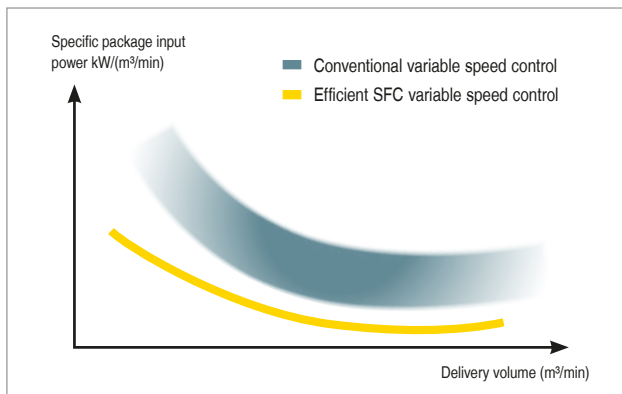 Specific package input
power kW/(m³/min)
Conventional variable speed control
Efficient SFC variable speed control
Delivery volume (m³/min)